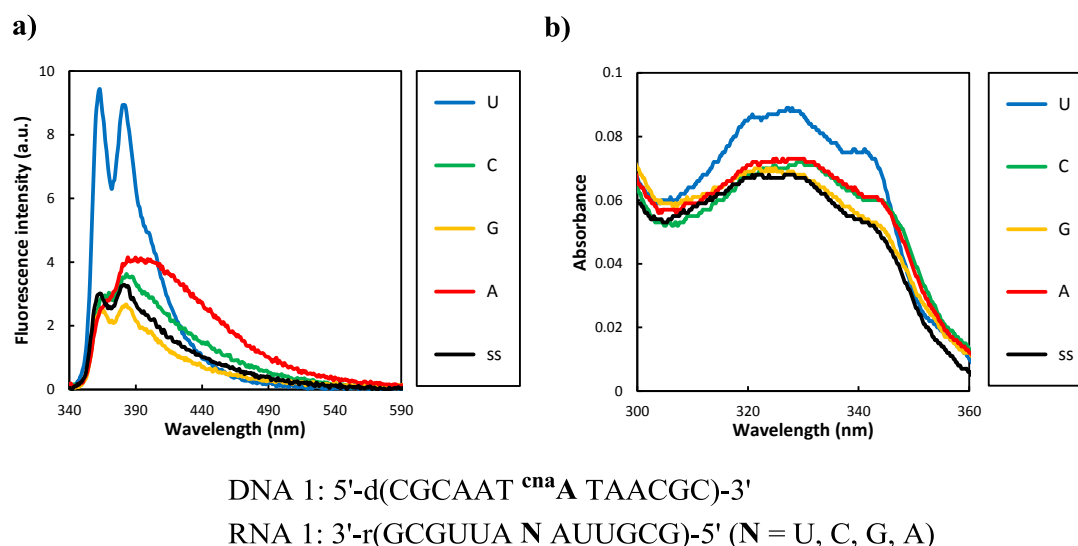 a)
Fluorescence intensity (a.u.)
10
8
6
4
2
0
340 390 440 490 540 590
Wavelength (nm)
U
C
G
A
ss
b)
Absorbance
0.1
0.08
0.06
0.04
0.02
0
300 320 340 360
Wavelength (nm)
U
C
G
A
ss
DNA 1: 5'-d(CGCAAT cnaA TAACGC)-3'
RNA 1: 3'-r(GCGUUA N AUUGCG)-5' (N = U, C, G, A)